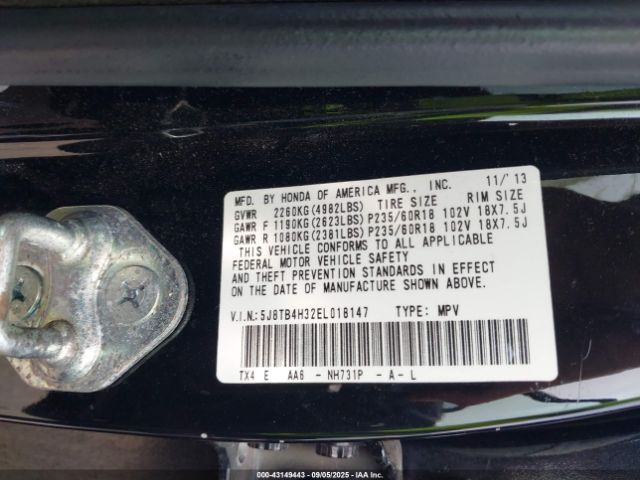 MFD. BY HONDA OF AMERICA MFG., INC. 11/'13
GVWR 2260KG(4982LBS) TIRE SIZE RIM SIZE
GAWR F 1190KG(2623LBS)P235/60R18 102V 18X7.5J
GAWR R 1080KG(2381LBS)P235/60R18 102V 18X7.5J
THIS VEHICLE CONFORMS TO ALL APPLICABLE
FEDERAL MOTOR VEHICLE SAFETY
AND THEFT PREVENTION STANDARDS IN EFFECT
ON THE DATE OF MANUFACTURE SHOWN ABOVE.
V.I.N.:5J8TB4H32EL018147 TYPE: MPV
TX4 E AA6 - NH731P - A - L
000-43149443 - 09/05/2025 - IAA Inc.